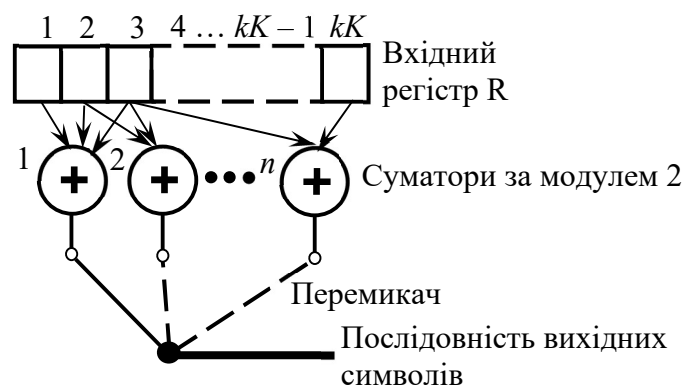 1 2 3 4 … kK – 1 kK
Вхідний
регістр R
1 2 n
Суматори за модулем 2
Перемикач
Послідовність вихідних
символів